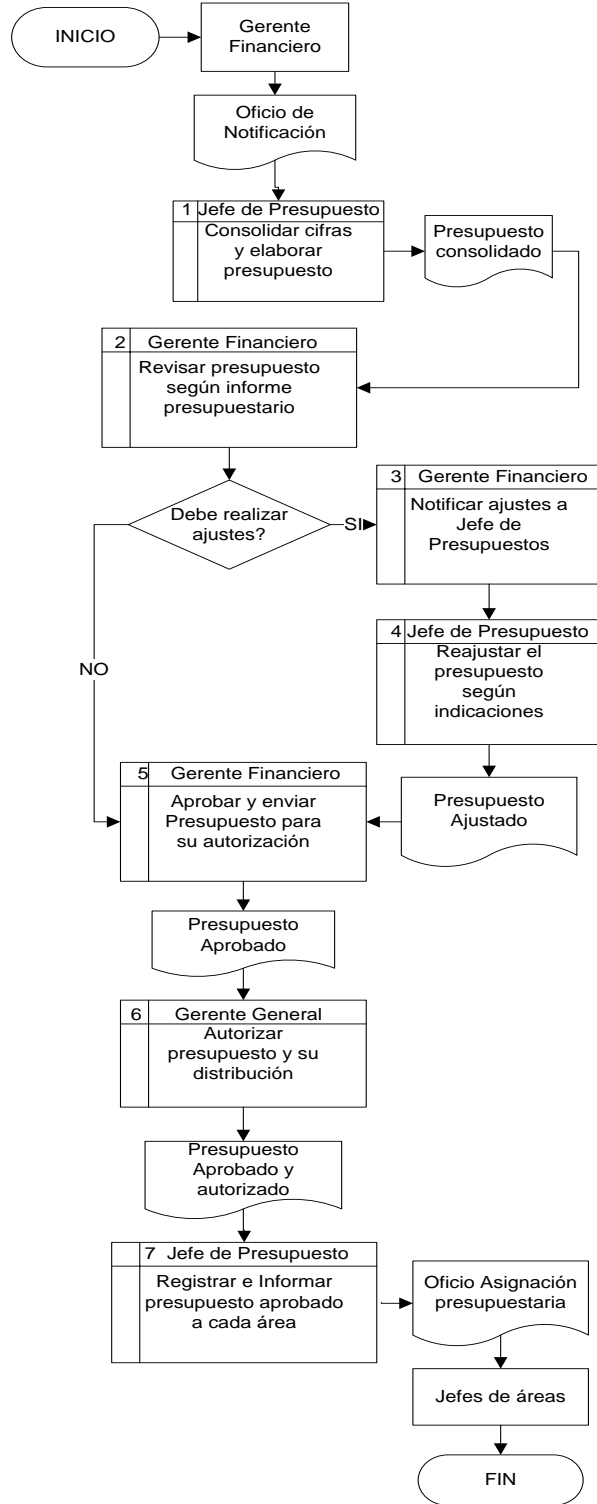 INICIO
Gerente
Financiero
Oficio de
Notificación
1 Jefe de Presupuesto
Consolidar cifras
y elaborar
presupuesto
Presupuesto
consolidado
2 Gerente Financiero
Revisar presupuesto
según informe
presupuestario
Debe realizar
ajustes?
SI
NO
3 Gerente Financiero
Notificar ajustes a
Jefe de
Presupuestos
4 Jefe de Presupuesto
Reajustar el
presupuesto
según
indicaciones
Presupuesto
Ajustado
5 Gerente Financiero
Aprobar y enviar
Presupuesto para
su autorización
Presupuesto
Aprobado
6 Gerente General
Autorizar
presupuesto y su
distribución
Presupuesto
Aprobado y
autorizado
7 Jefe de Presupuesto
Registrar e Informar
presupuesto aprobado
a cada área
Oficio Asignación
presupuestaria
Jefes de áreas
FIN